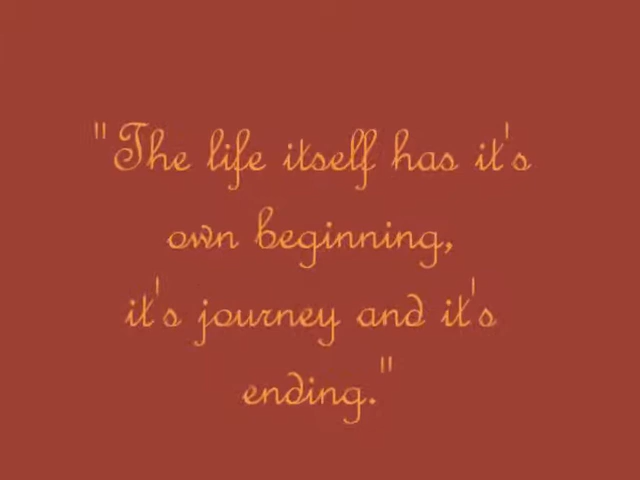 "The life itself has it's
own beginning,
it's journey and it's
ending."